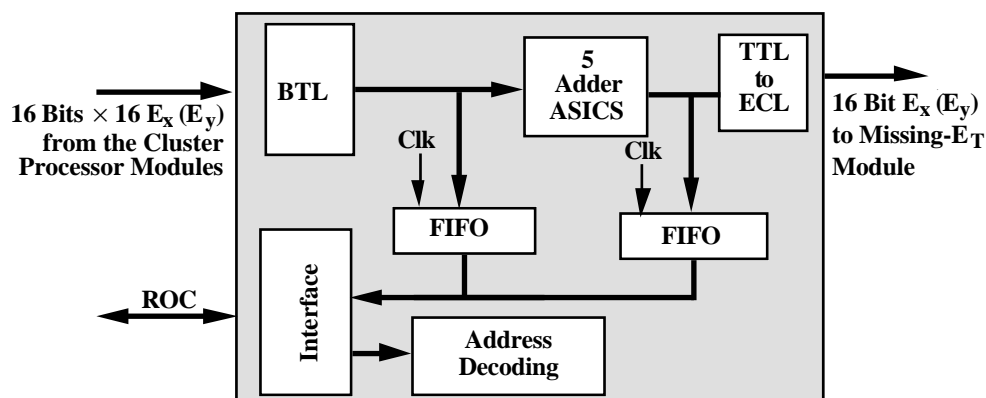 16 Bits × 16 Ex (Ey)
from the Cluster
Processor Modules
BTL
5
Adder
ASICS
TTL
to
ECL
16 Bit Ex (Ey)
to Missing-ET
Module
Clk
Clk
FIFO
FIFO
ROC
Interface
Address
Decoding